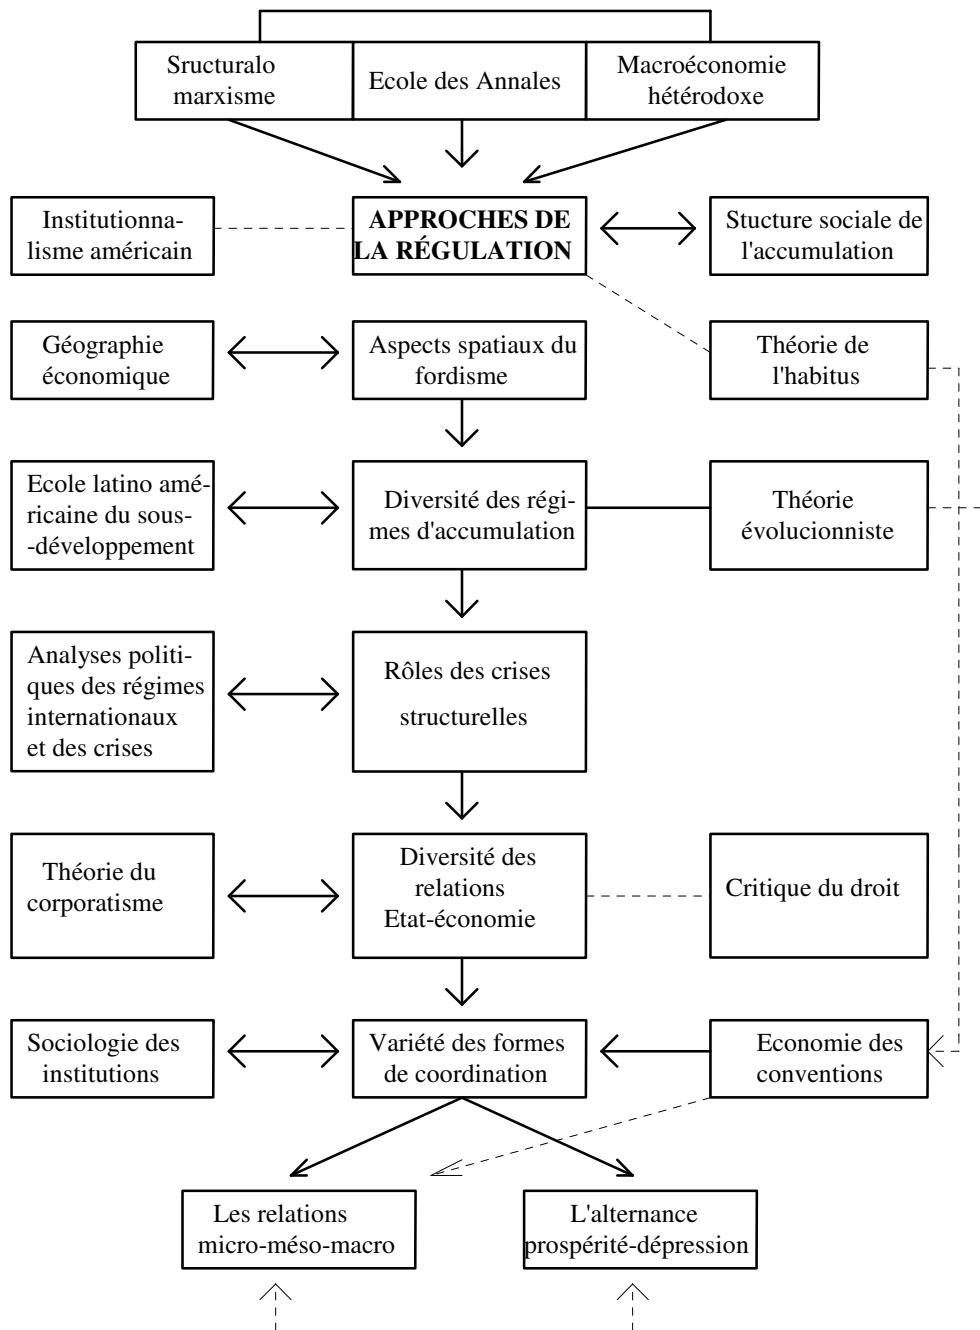 Sructuralo
marxisme
Ecole des Annales
Macroéconomie
hétérodoxe
Institutionna-
lisme américain
APPROCHES DE
LA RÉGULATION
Stucture sociale de
l'accumulation
Géographie
économique
Aspects spatiaux du
fordisme
Théorie de
l'habitus
Ecole latino amé-
ricaine du sous-
-développement
Diversité des régi-
mes d'accumulation
Théorie
évolucionniste
Analyses politi-
ques des régimes
internationaux
et des crises
Rôles des crises
structurelles
Théorie du
corporatisme
Diversité des
relations
Etat-économie
Critique du droit
Sociologie des
institutions
Variété des formes
de coordination
Economie des
conventions
Les relations
micro-méso-macro
L'alternance
prospérité-dépression